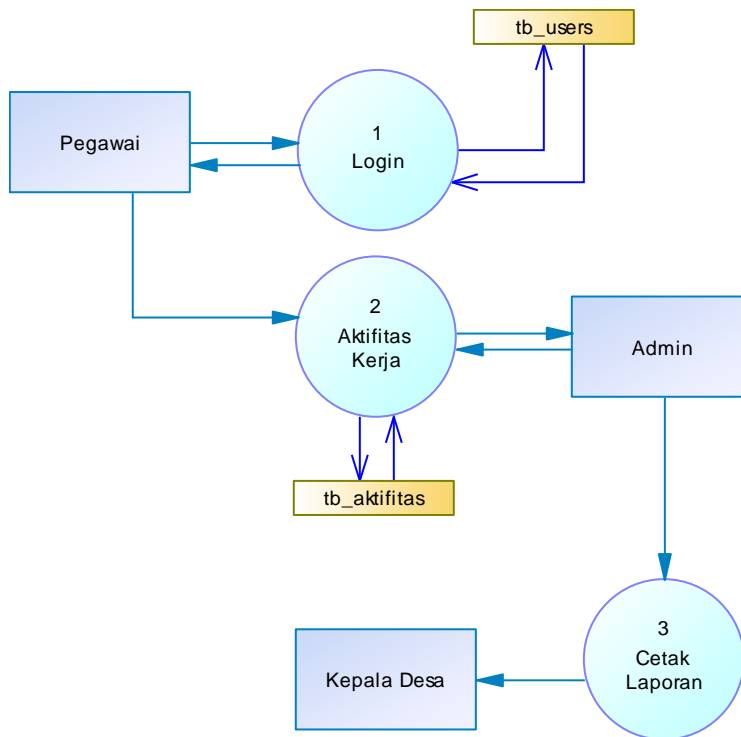 tb_users
Pegawai
1
Login
2
Aktifitas
Kerja
Admin
tb_aktifitas
3
Cetak
Laporan
Kepala Desa